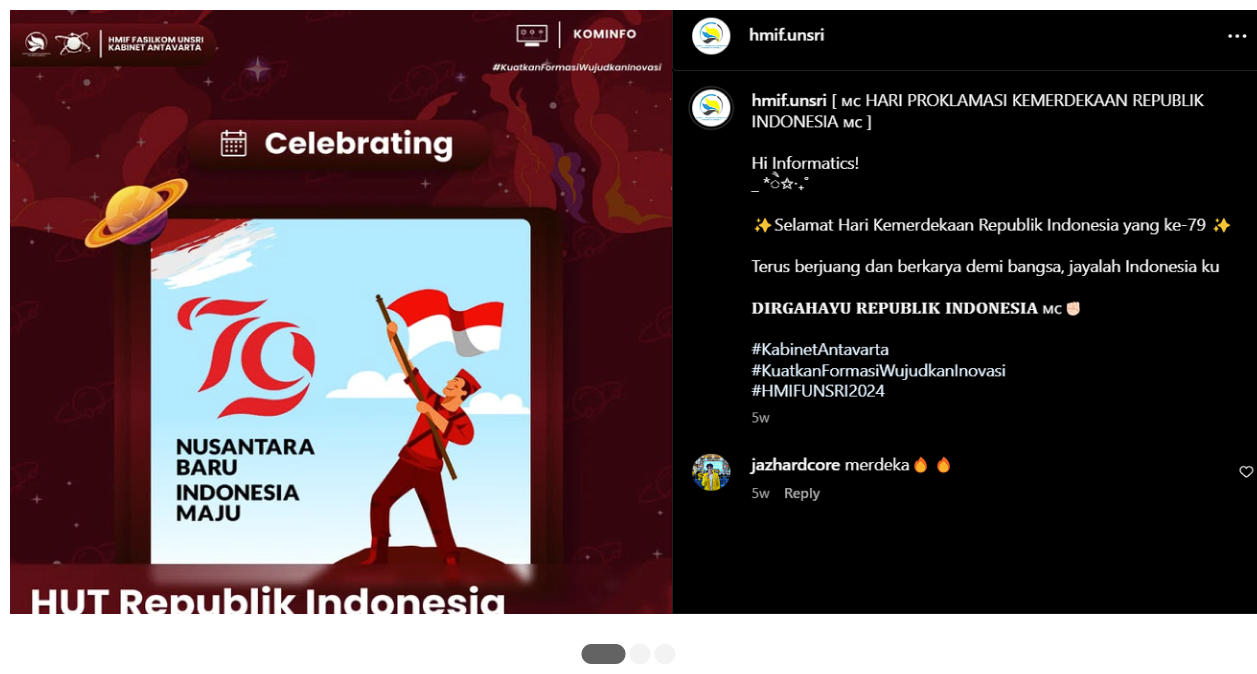 HMIF FASILKOM UNSRI
KABINET ANTAVARTA
KOMINFO
#KuatkanFormasiWujudkanInovasi
Celebrating
79
NUSANTARA
BARU
INDONESIA
MAJU
HUT Republik Indonesia
hmif.unsri
hmif.unsri [ ᴍᴄ HARI PROKLAMASI KEMERDEKAAN REPUBLIK
INDONESIA ᴍᴄ ]
Hi Informatics!
✨Selamat Hari Kemerdekaan Republik Indonesia yang ke-79 ✨
Terus berjuang dan berkarya demi bangsa, jayalah Indonesia ku
𝐃𝐈𝐑𝐆𝐀𝐇𝐀𝐘𝐔 𝐑𝐄𝐏𝐔𝐁𝐋𝐈𝐊 𝐈𝐍𝐃𝐎𝐍𝐄𝐒𝐈𝐀 ᴍᴄ✊🏻
#KabinetAntavarta
#KuatkanFormasiWujudkanInovasi
#HMIFUNSRI2024
5w
jazhardcore merdeka🔥 🔥
5w Reply